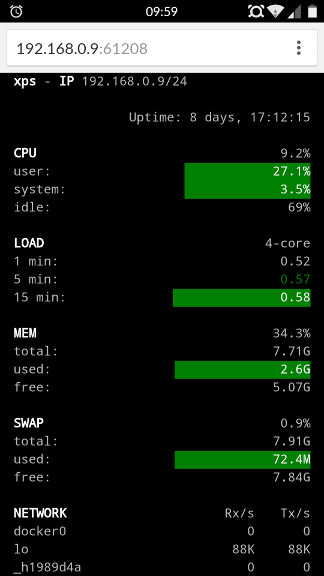 09:59
192.168.0.9:61208
xps - IP 192.168.0.9/24
Uptime: 8 days, 17:12:15
CPU 9.2%
user: 27.1%
system: 3.5%
idle: 69%
LOAD 4-core
1 min: 0.52
5 min: 0.57
15 min: 0.58
MEM 34.3%
total: 7.71G
used: 2.6G
free: 5.07G
SWAP 0.9%
total: 7.91G
used: 72.4M
free: 7.84G
NETWORK Rx/s Tx/s
docker0 0 0
lo 88K 88K
_h1989d4a 0 0